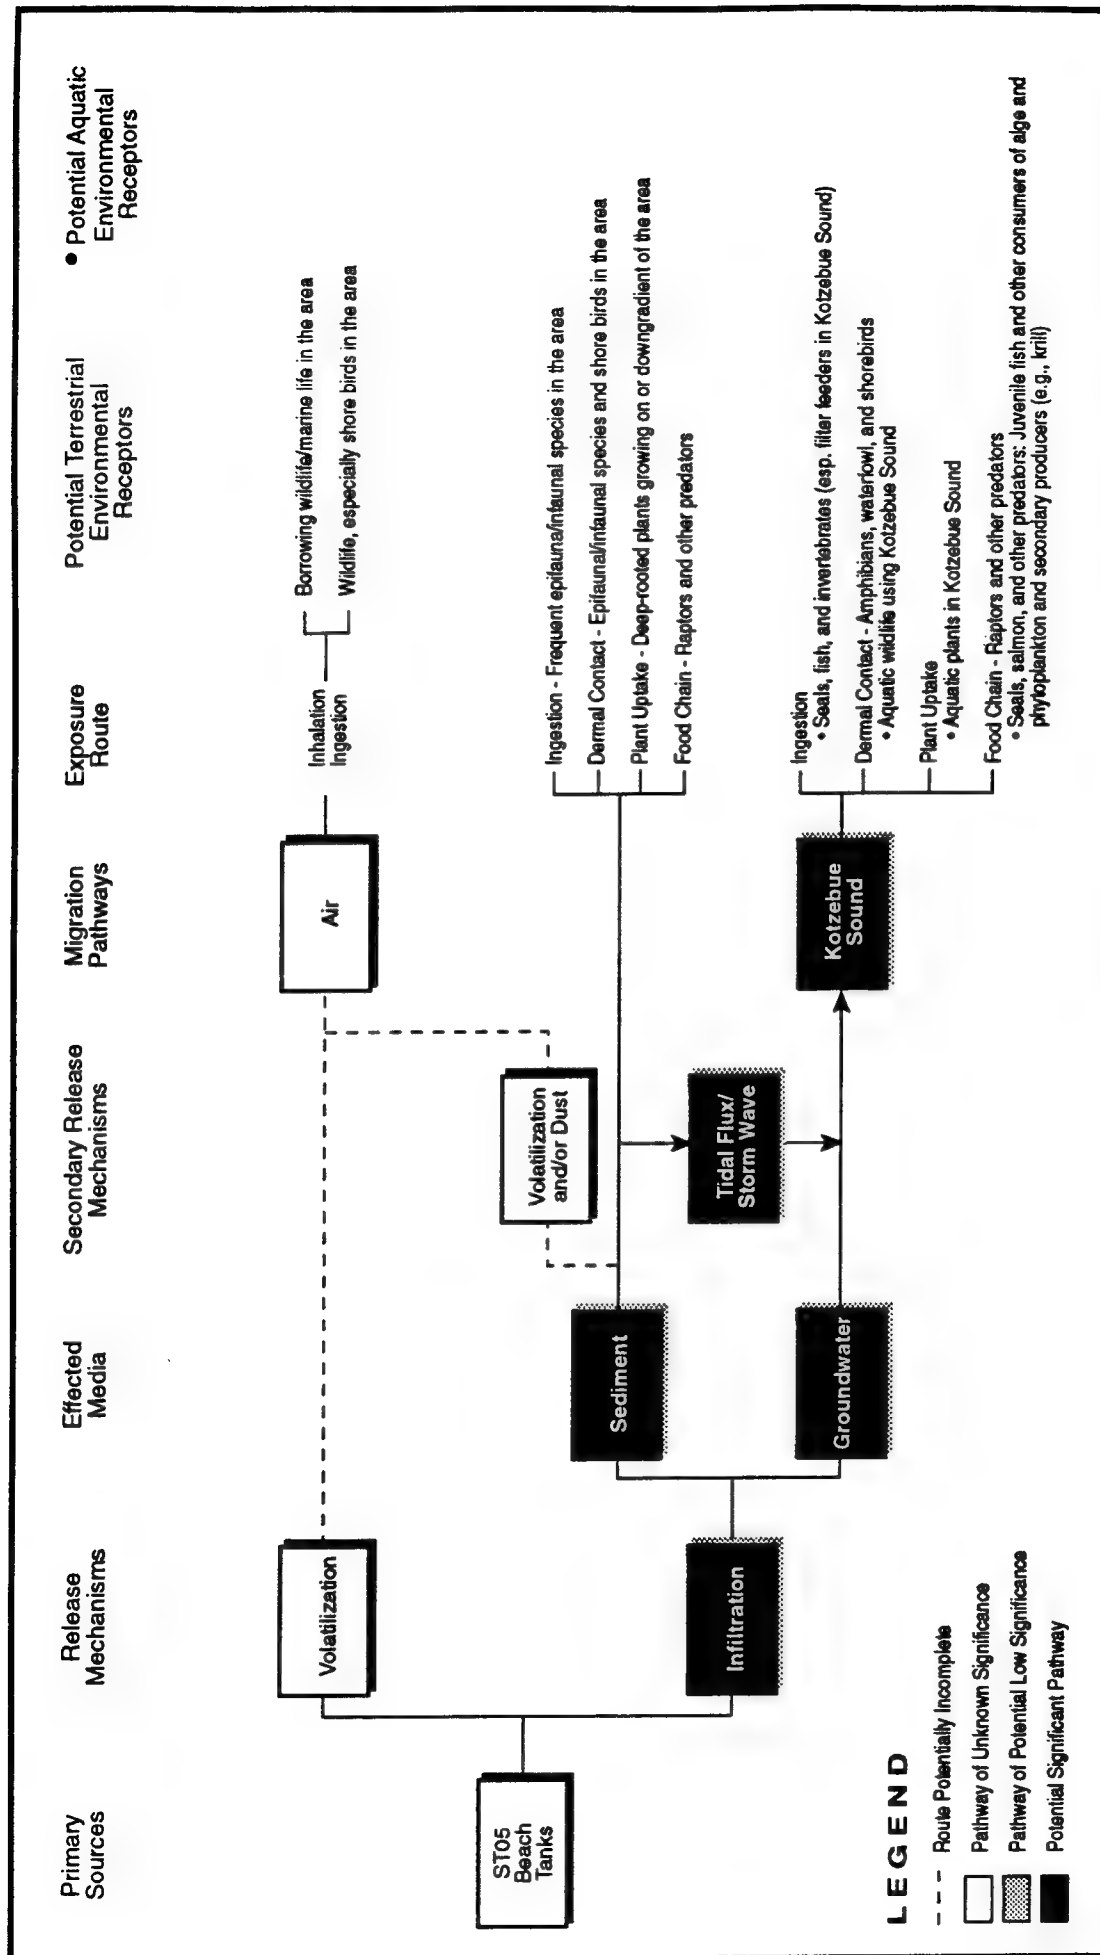 Primary
Sources
Release
Mechanisms
Effected
Media
Secondary Release
Mechanisms
Migration
Pathways
Exposure
Route
Potential Terrestrial
Environmental
Receptors
● Potential Aquatic
Environmental
Receptors
ST05
Beach
Tanks
Volatilization
Air
Inhalation
Ingestion
Borrowing wildlife/marine life in the area
Wildlife, especially shore birds in the area
Volatilization
and/or Dust
Infiltration
Sediment
Ingestion - Frequent epifauna/intaunal species in the area
Dermal Contact - Epifaunal/intaunal species and shore birds in the area
Plant Uptake - Deep-rooted plants growing on or downgradient of the area
Food Chain - Raptors and other predators
Tidal Flux/
Storm Wave
Groundwater
Kotzebue
Sound
Ingestion
• Seals, fish, and invertebrates (esp. filter feeders in Kotzebue Sound)
Dermal Contact - Amphibians, waterfowl, and shorebirds
• Aquatic wildlife using Kotzebue Sound
Plant Uptake
• Aquatic plants in Kotzebue Sound
Food Chain - Raptors and other predators
• Seals, salmon, and other predators: Juvenile fish and other consumers of alge and
phytoplankton and secondary producers (e.g., krill)
LEGEND
Route Potentially Incomplete
Pathway of Unknown Significance
Pathway of Potential Low Significance
Potential Significant Pathway